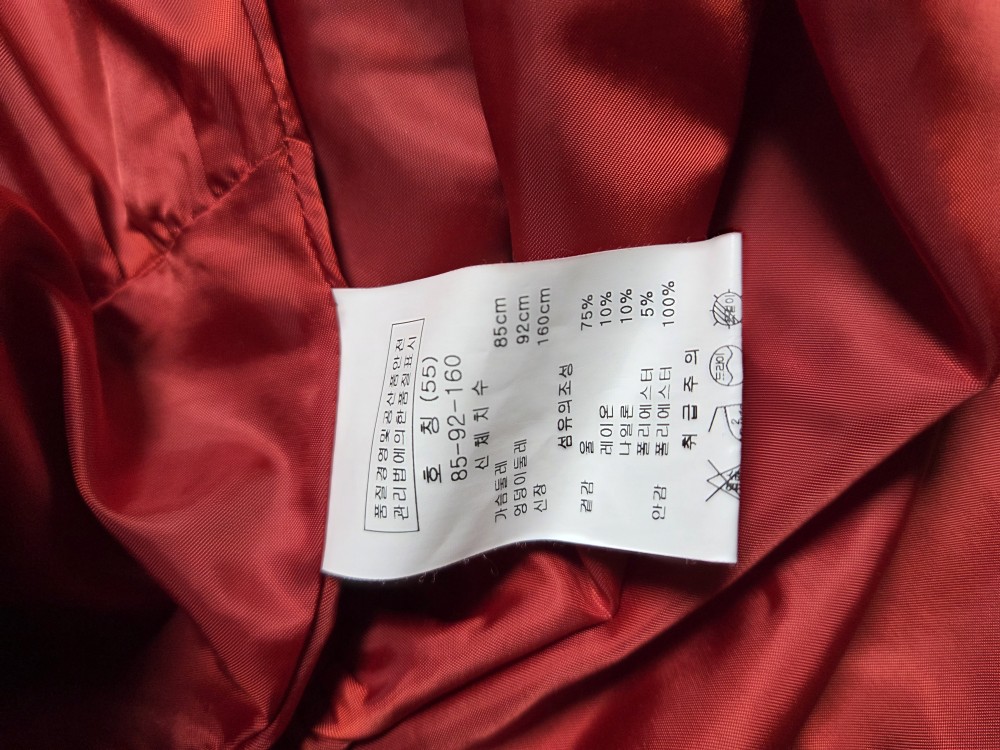 품질경영및공산품안전
관리법에의한품질표시
호 칭 (55)
85-92-160
신 체 치 수
가슴둘레 85cm
엉덩이둘레 92cm
신장 160cm
섬유의조성
겉감 울 75%
레이온 10%
나일론 10%
폴리에스터 5%
안감 폴리에스터 100%
취 급 주 의
드라이